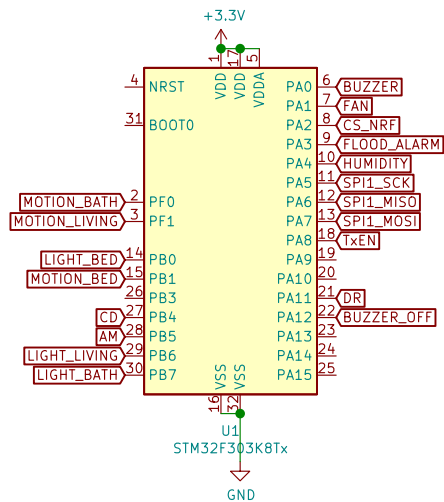 +3.3V
1 17 5
VDD VDD VDDA
4 NRST PA0 6 BUZZER
PA1 7 FAN
31 BOOT0 PA2 8 CS_NRF
PA3 9 FLOOD_ALARM
PA4 10 HUMIDITY
PA5 11 SPI1_SCK
MOTION_BATH 2 PF0 PA6 12 SPI1_MISO
MOTION_LIVING 3 PF1 PA7 13 SPI1_MOSI
PA8 18 TxEN
LIGHT_BED 14 PB0 PA9 19
MOTION_BED 15 PB1 PA10 20
26 PB3 PA11 21 DR
CD 27 PB4 PA12 22 BUZZER_OFF
AM 28 PB5 PA13 23
LIGHT_LIVING 29 PB6 PA14 24
LIGHT_BATH 30 PB7 PA15 25
VSS VSS
16 32
U1
STM32F303K8Tx
GND